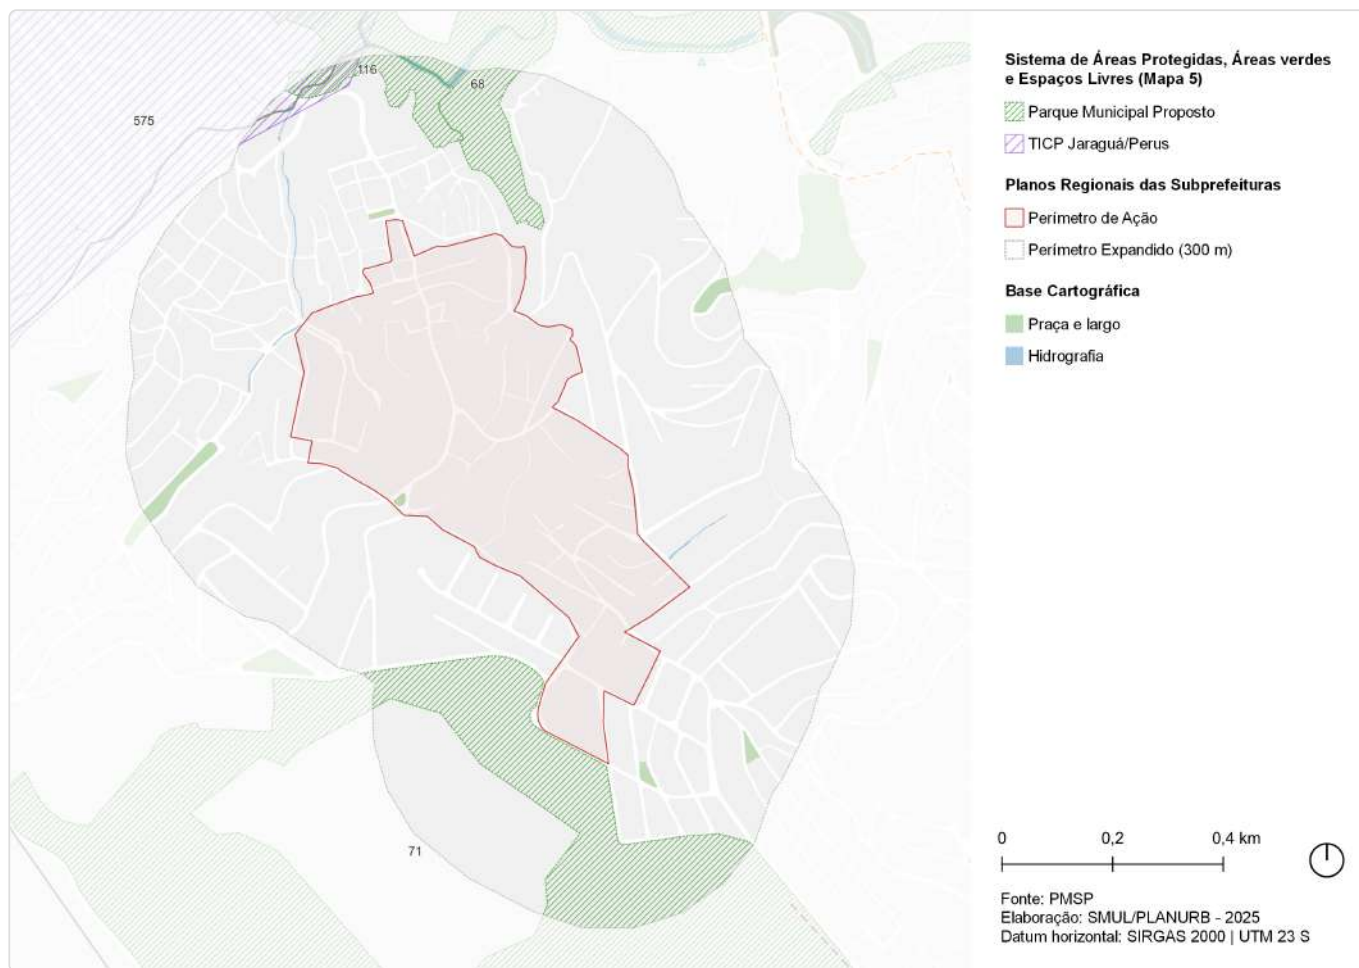 116
68
575
71
Sistema de Áreas Protegidas, Áreas verdes
e Espaços Livres (Mapa 5)
Parque Municipal Proposto
TICP Jaraguá/Perus
Planos Regionais das Subprefeituras
Perímetro de Ação
Perímetro Expandido (300 m)
Base Cartográfica
Praça e largo
Hidrografia
0 0,2 0,4 km
Fonte: PMSP
Elaboração: SMUL/PLANURB - 2025
Datum horizontal: SIRGAS 2000 | UTM 23 S